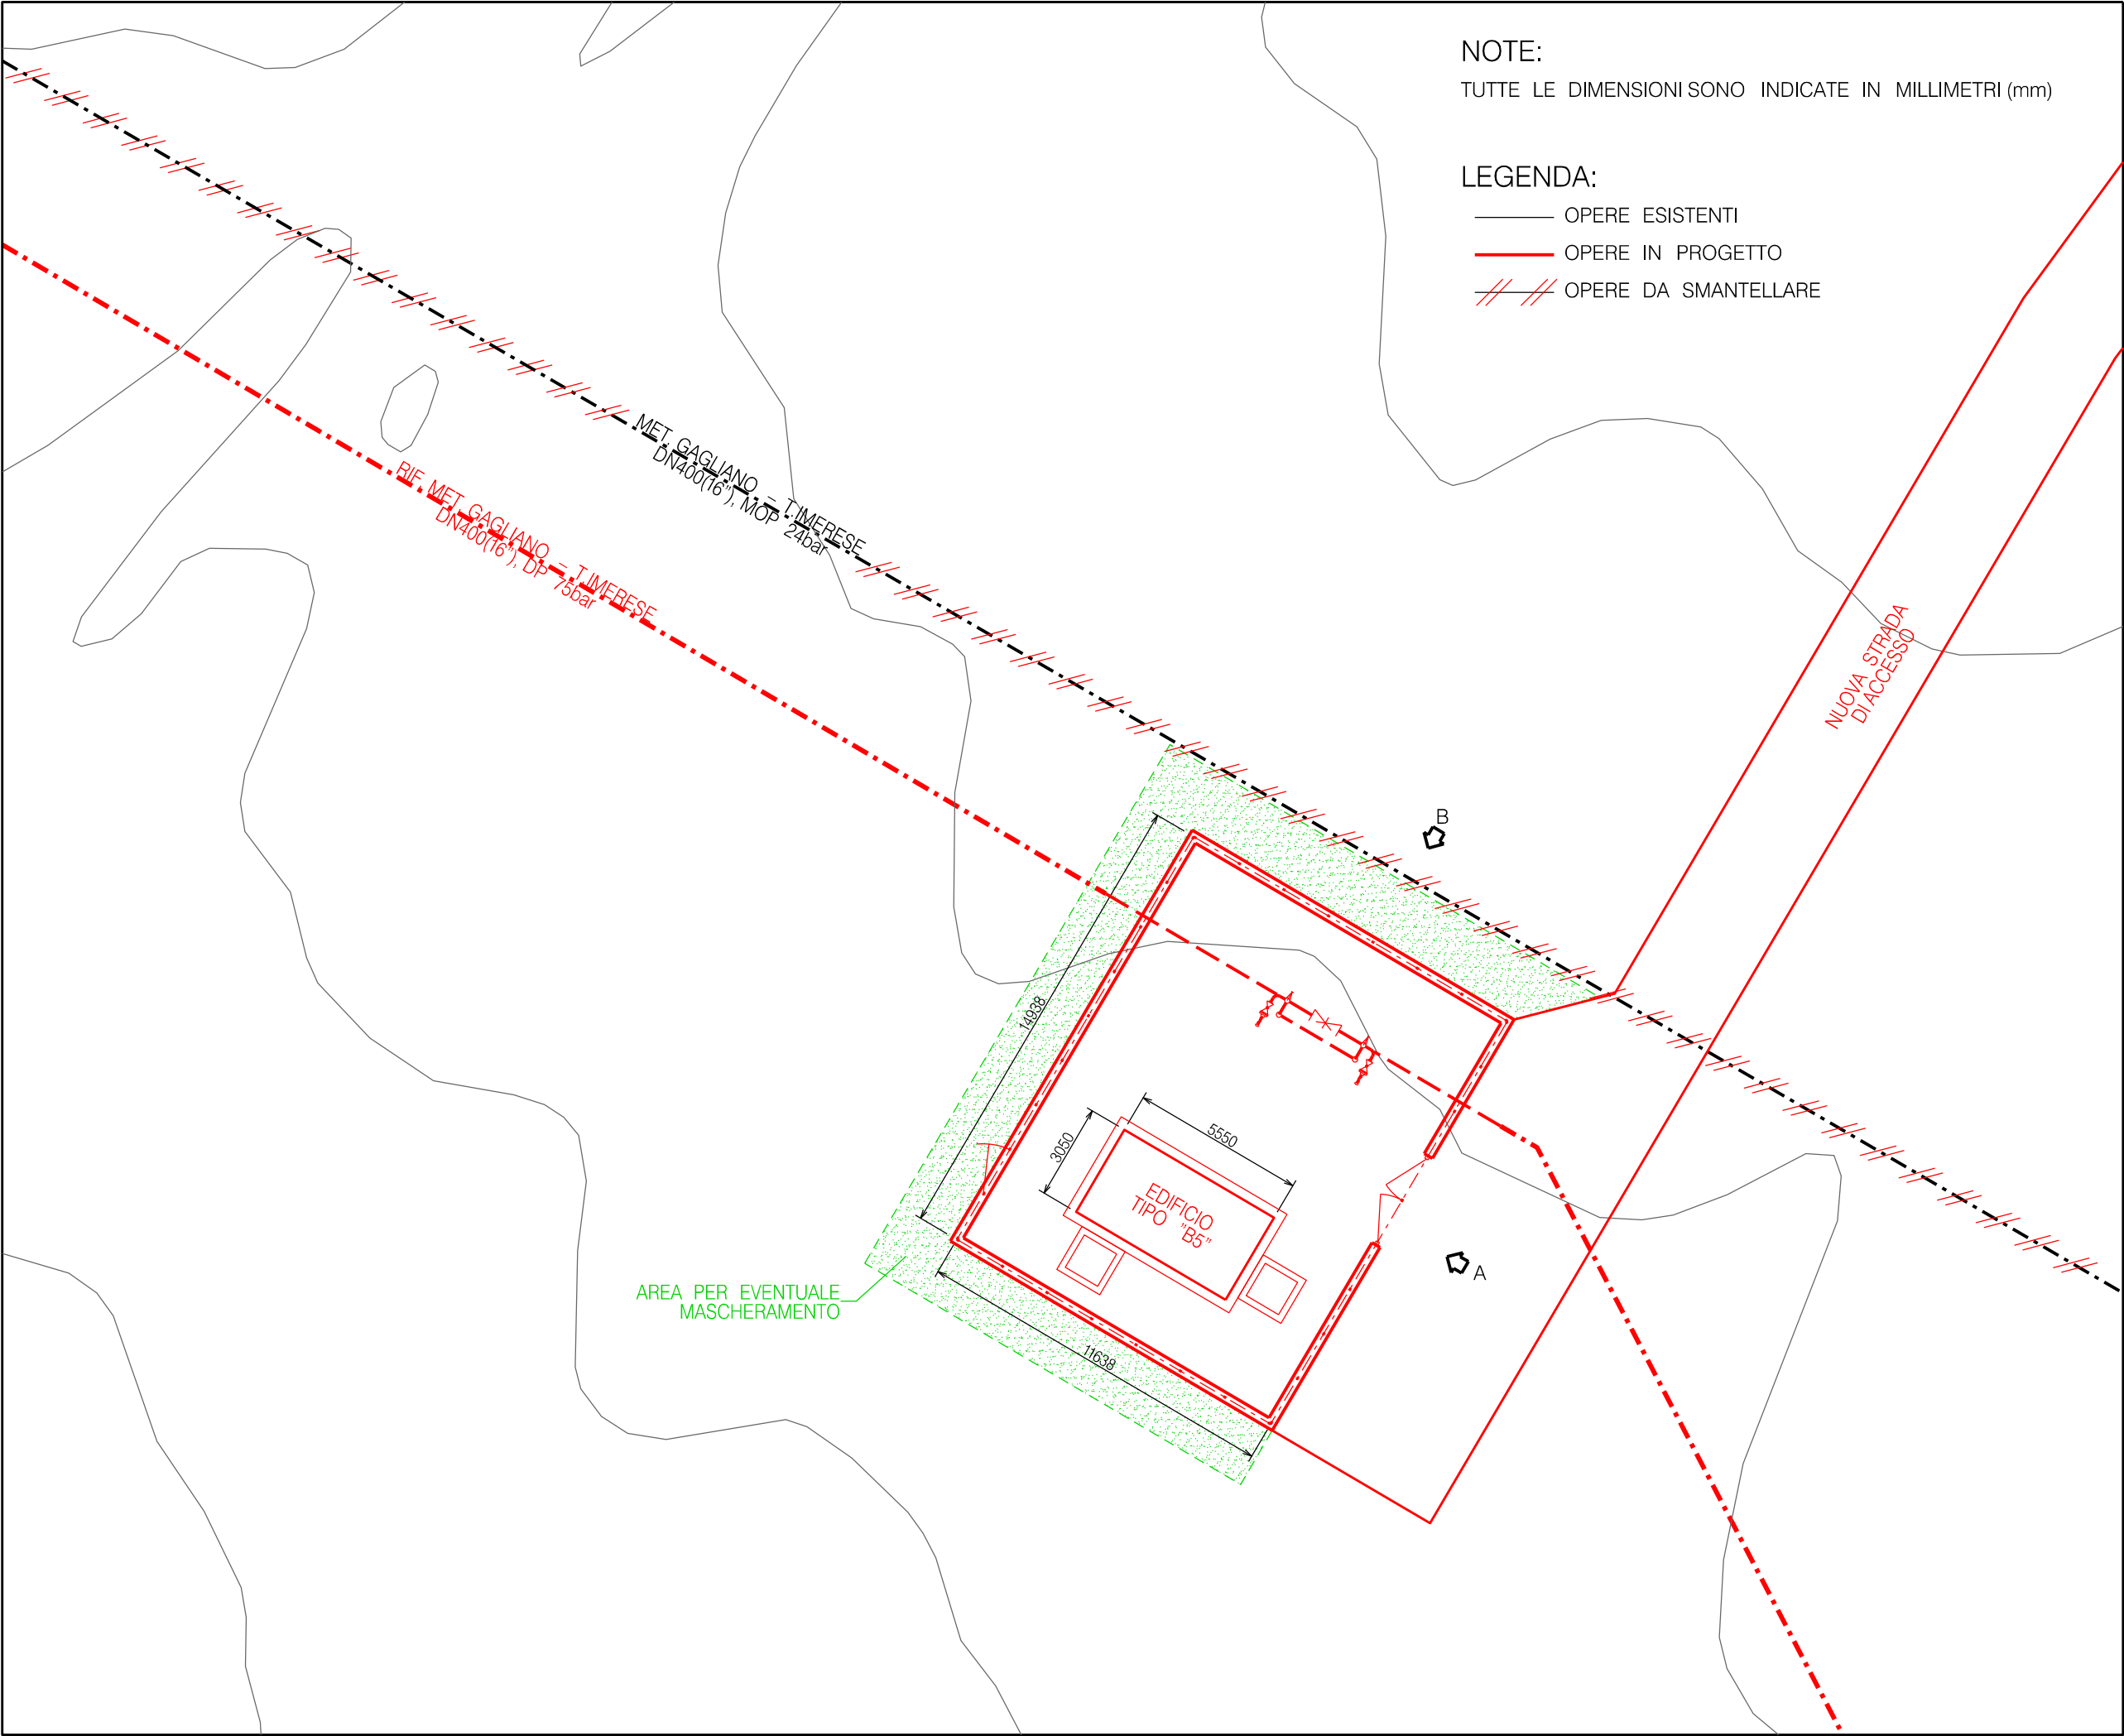 NOTE:
TUTTE LE DIMENSIONI SONO INDICATE IN MILLIMETRI (mm)
LEGENDA:
OPERE ESISTENTI
OPERE IN PROGETTO
OPERE DA SMANTELLARE
MET. GAGLIANO – T.IMERESE
DN400(16"), MOP 24bar
RIF. MET. GAGLIANO – T.IMERESE
DN400(16"), DP 75bar
NUOVA STRADA
DI ACCESSO
B
14938
3050
5550
EDIFICIO
TIPO "B5"
A
AREA PER EVENTUALE
MASCHERAMENTO
11638